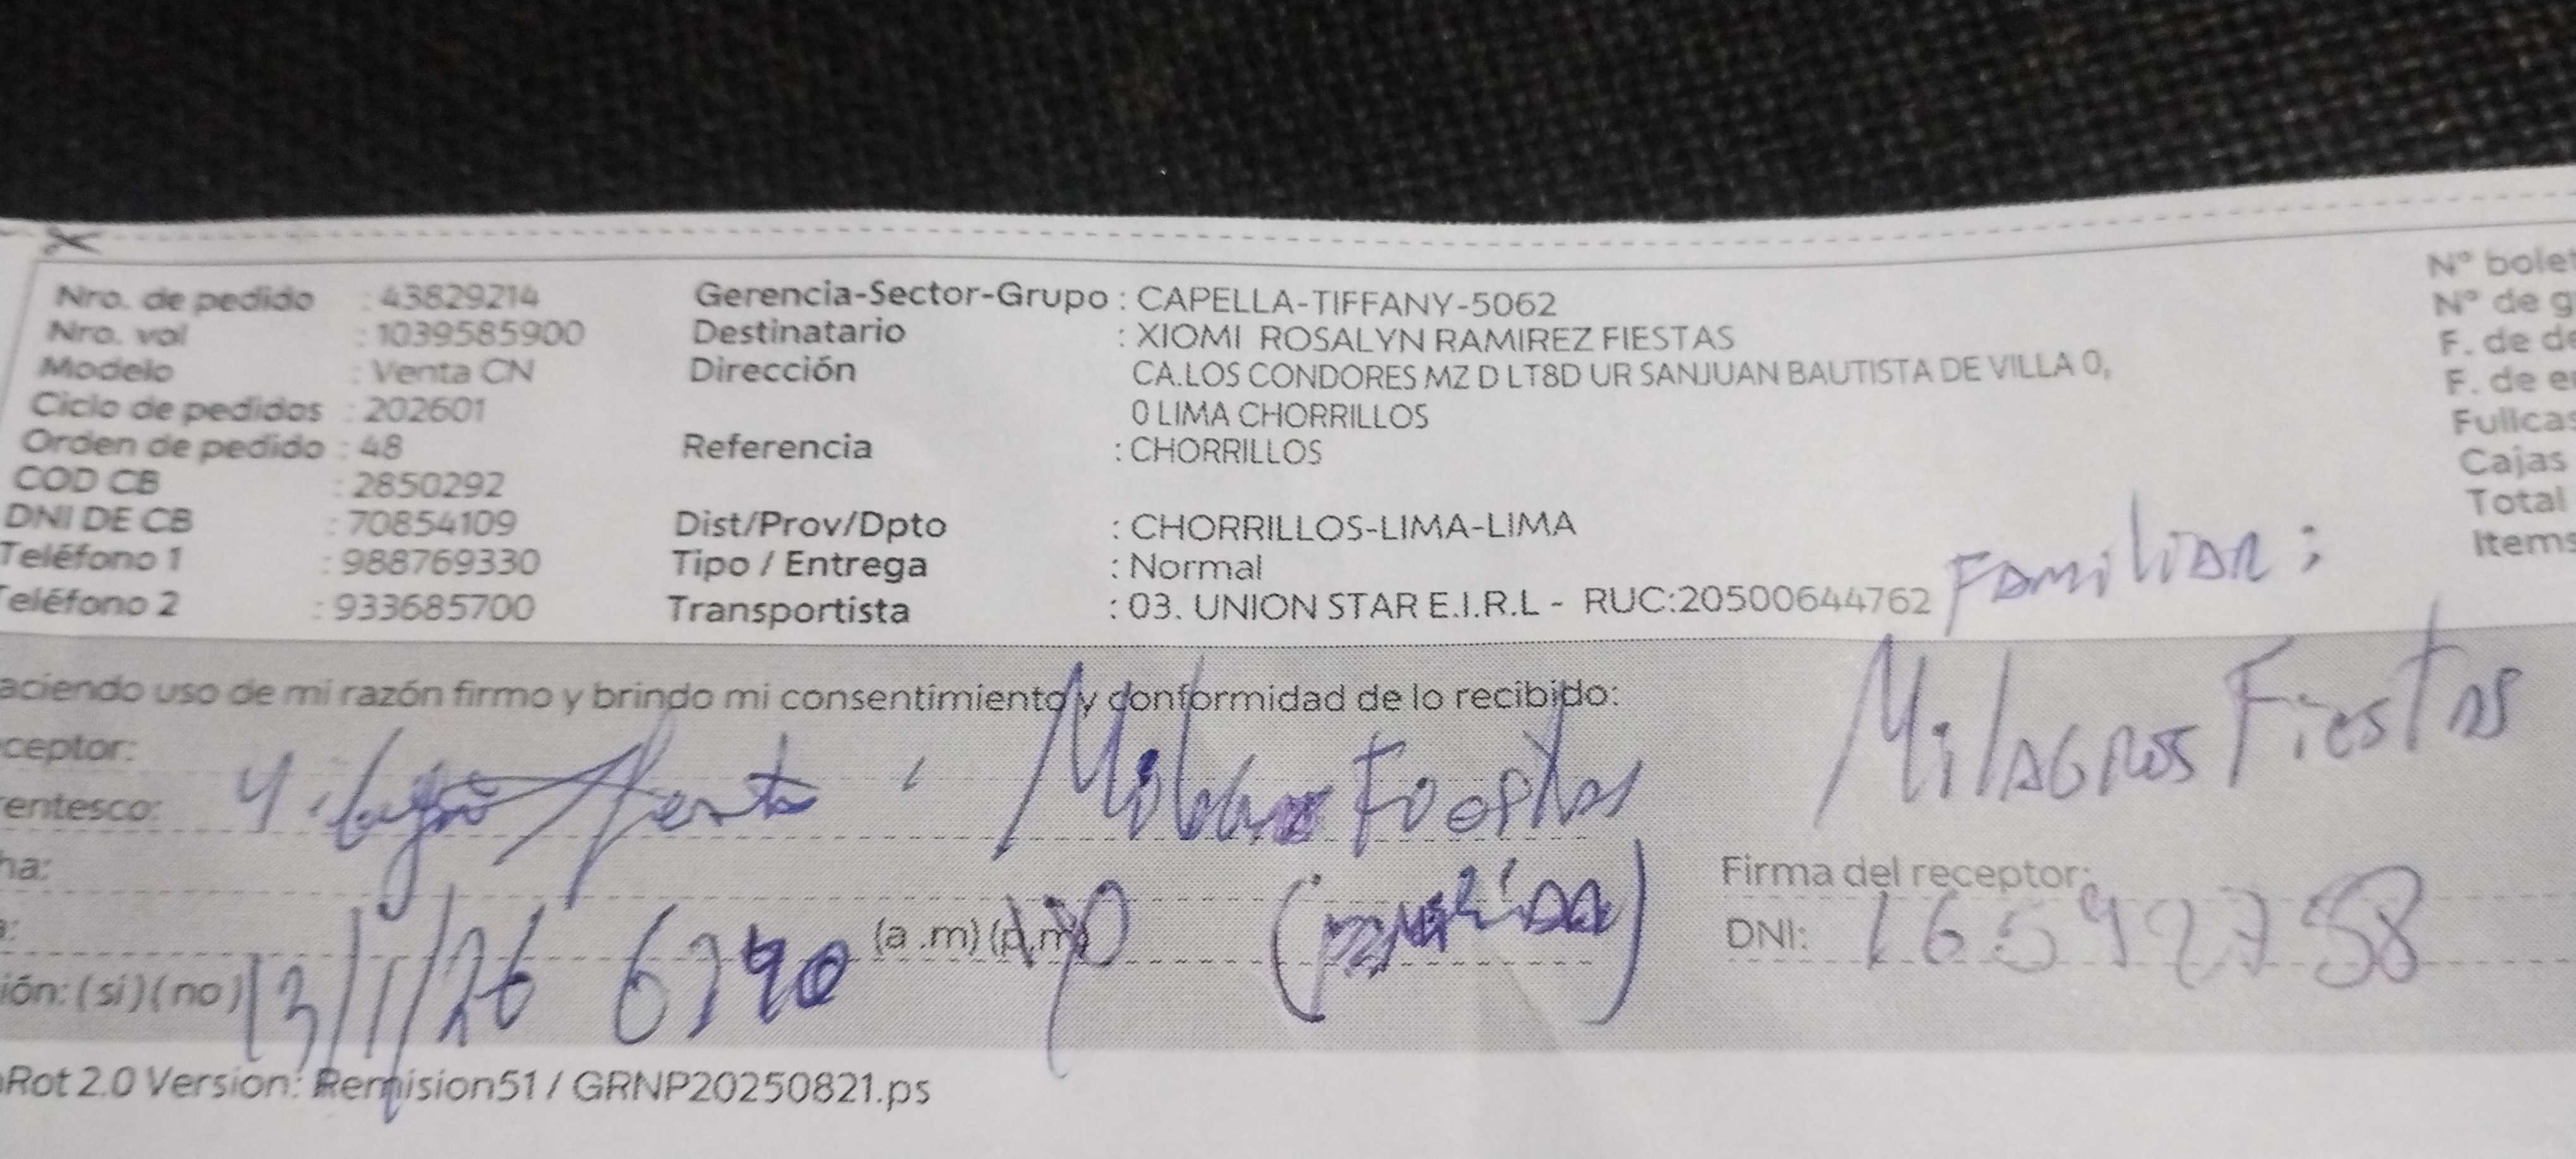 Nro. de pedido : 43829214
Nro. val : 1039585900
Modelo : Venta CN
Ciclo de pedidos : 202601
Orden de pedido : 48
COD CB : 2850292
DNI DE CB : 70854109
Teléfono 1 : 988769330
Teléfono 2 : 933685700
Gerencia-Sector-Grupo : CAPELLA-TIFFANY-5062
Destinatario : XIOMI ROSALYN RAMIREZ FIESTAS
Dirección CA.LOS CONDORES MZ D LT8D UR SANJUAN BAUTISTA DE VILLA 0,
0 LIMA CHORRILLOS
Referencia : CHORRILLOS
Dist/Prov/Dpto : CHORRILLOS-LIMA-LIMA
Tipo / Entrega : Normal
Transportista : 03. UNION STAR E.I.R.L - RUC:20500644762
Nº bolet
Nº de g
F. de de
F. de e
Fullcas
Cajas
Total
Items
Familiar:
Milagros Fiestas
aciendo uso de mi razón firmo y brindo mi consentimiento y conformidad de lo recibido:
ceptor:
entesco:
ha:
a: (a .m) (p.m)
ión: (si) (no) 13/1/26
Firma del receptor:
DNI:
Rot 2.0 Version: Remision51 / GRNP20250821.ps